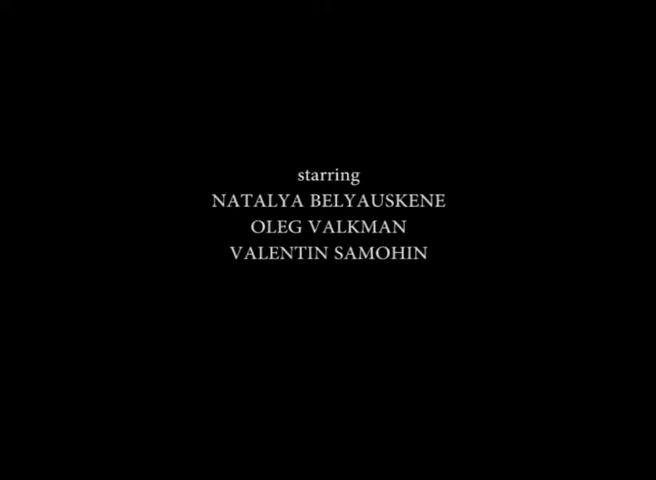 starring
NATALYA BELYAUSKENE
OLEG VALKMAN
VALENTIN SAMOHIN